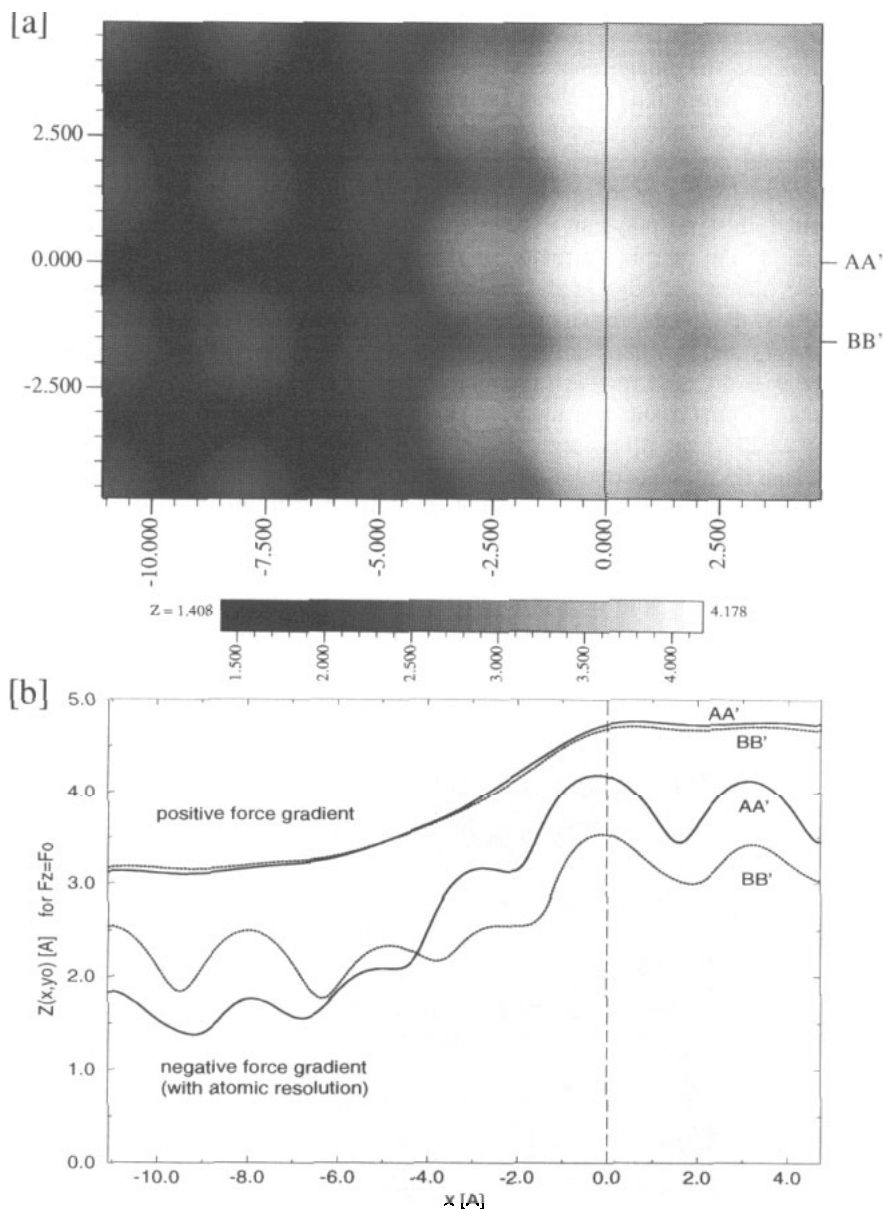 [a]
2.500
0.000
AA'
BB'
-2.500
-10.000
-7.500
-5.000
-2.500
0.000
2.500
Z = 1.408
4.178
1.500
2.000
2.500
3.000
3.500
4.000
[b]
5.0
AA'
BB'
4.0
positive force gradient
AA'
Z(x,yo) [A] for Fz=Fo
3.0
BB'
2.0
negative force gradient
(with atomic resolution)
1.0
0.0
-10.0 -8.0 -6.0 -4.0 -2.0 0.0 2.0 4.0
x [A]